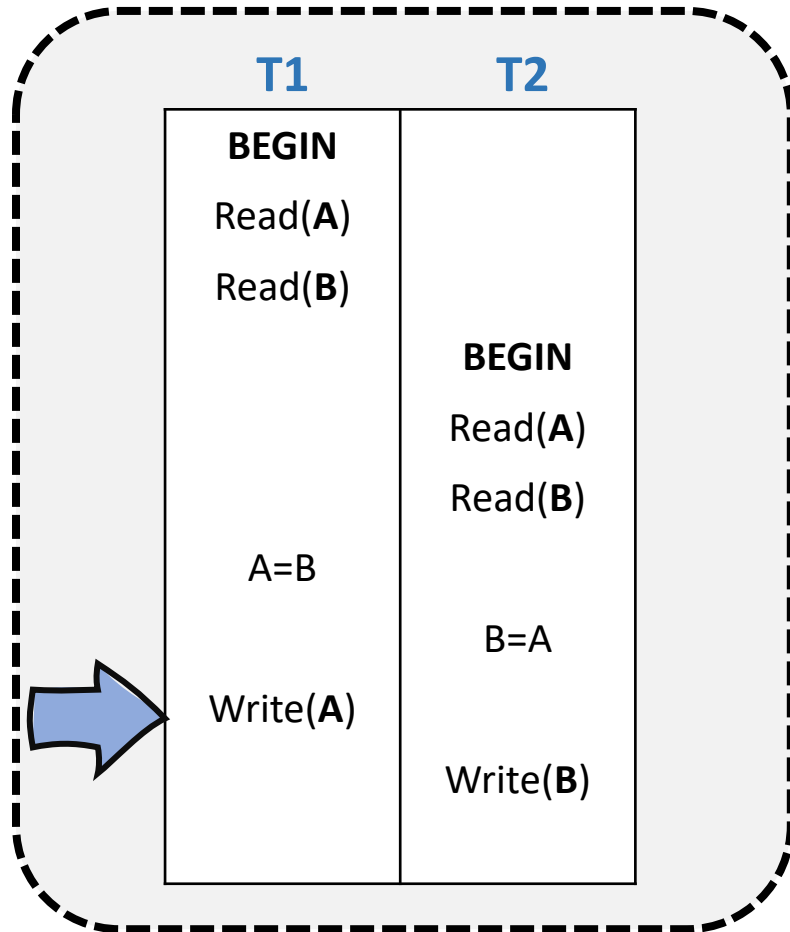 T1 T2
BEGIN
Read(A)
Read(B)
BEGIN
Read(A)
Read(B)
A=B
B=A
Write(A)
Write(B)